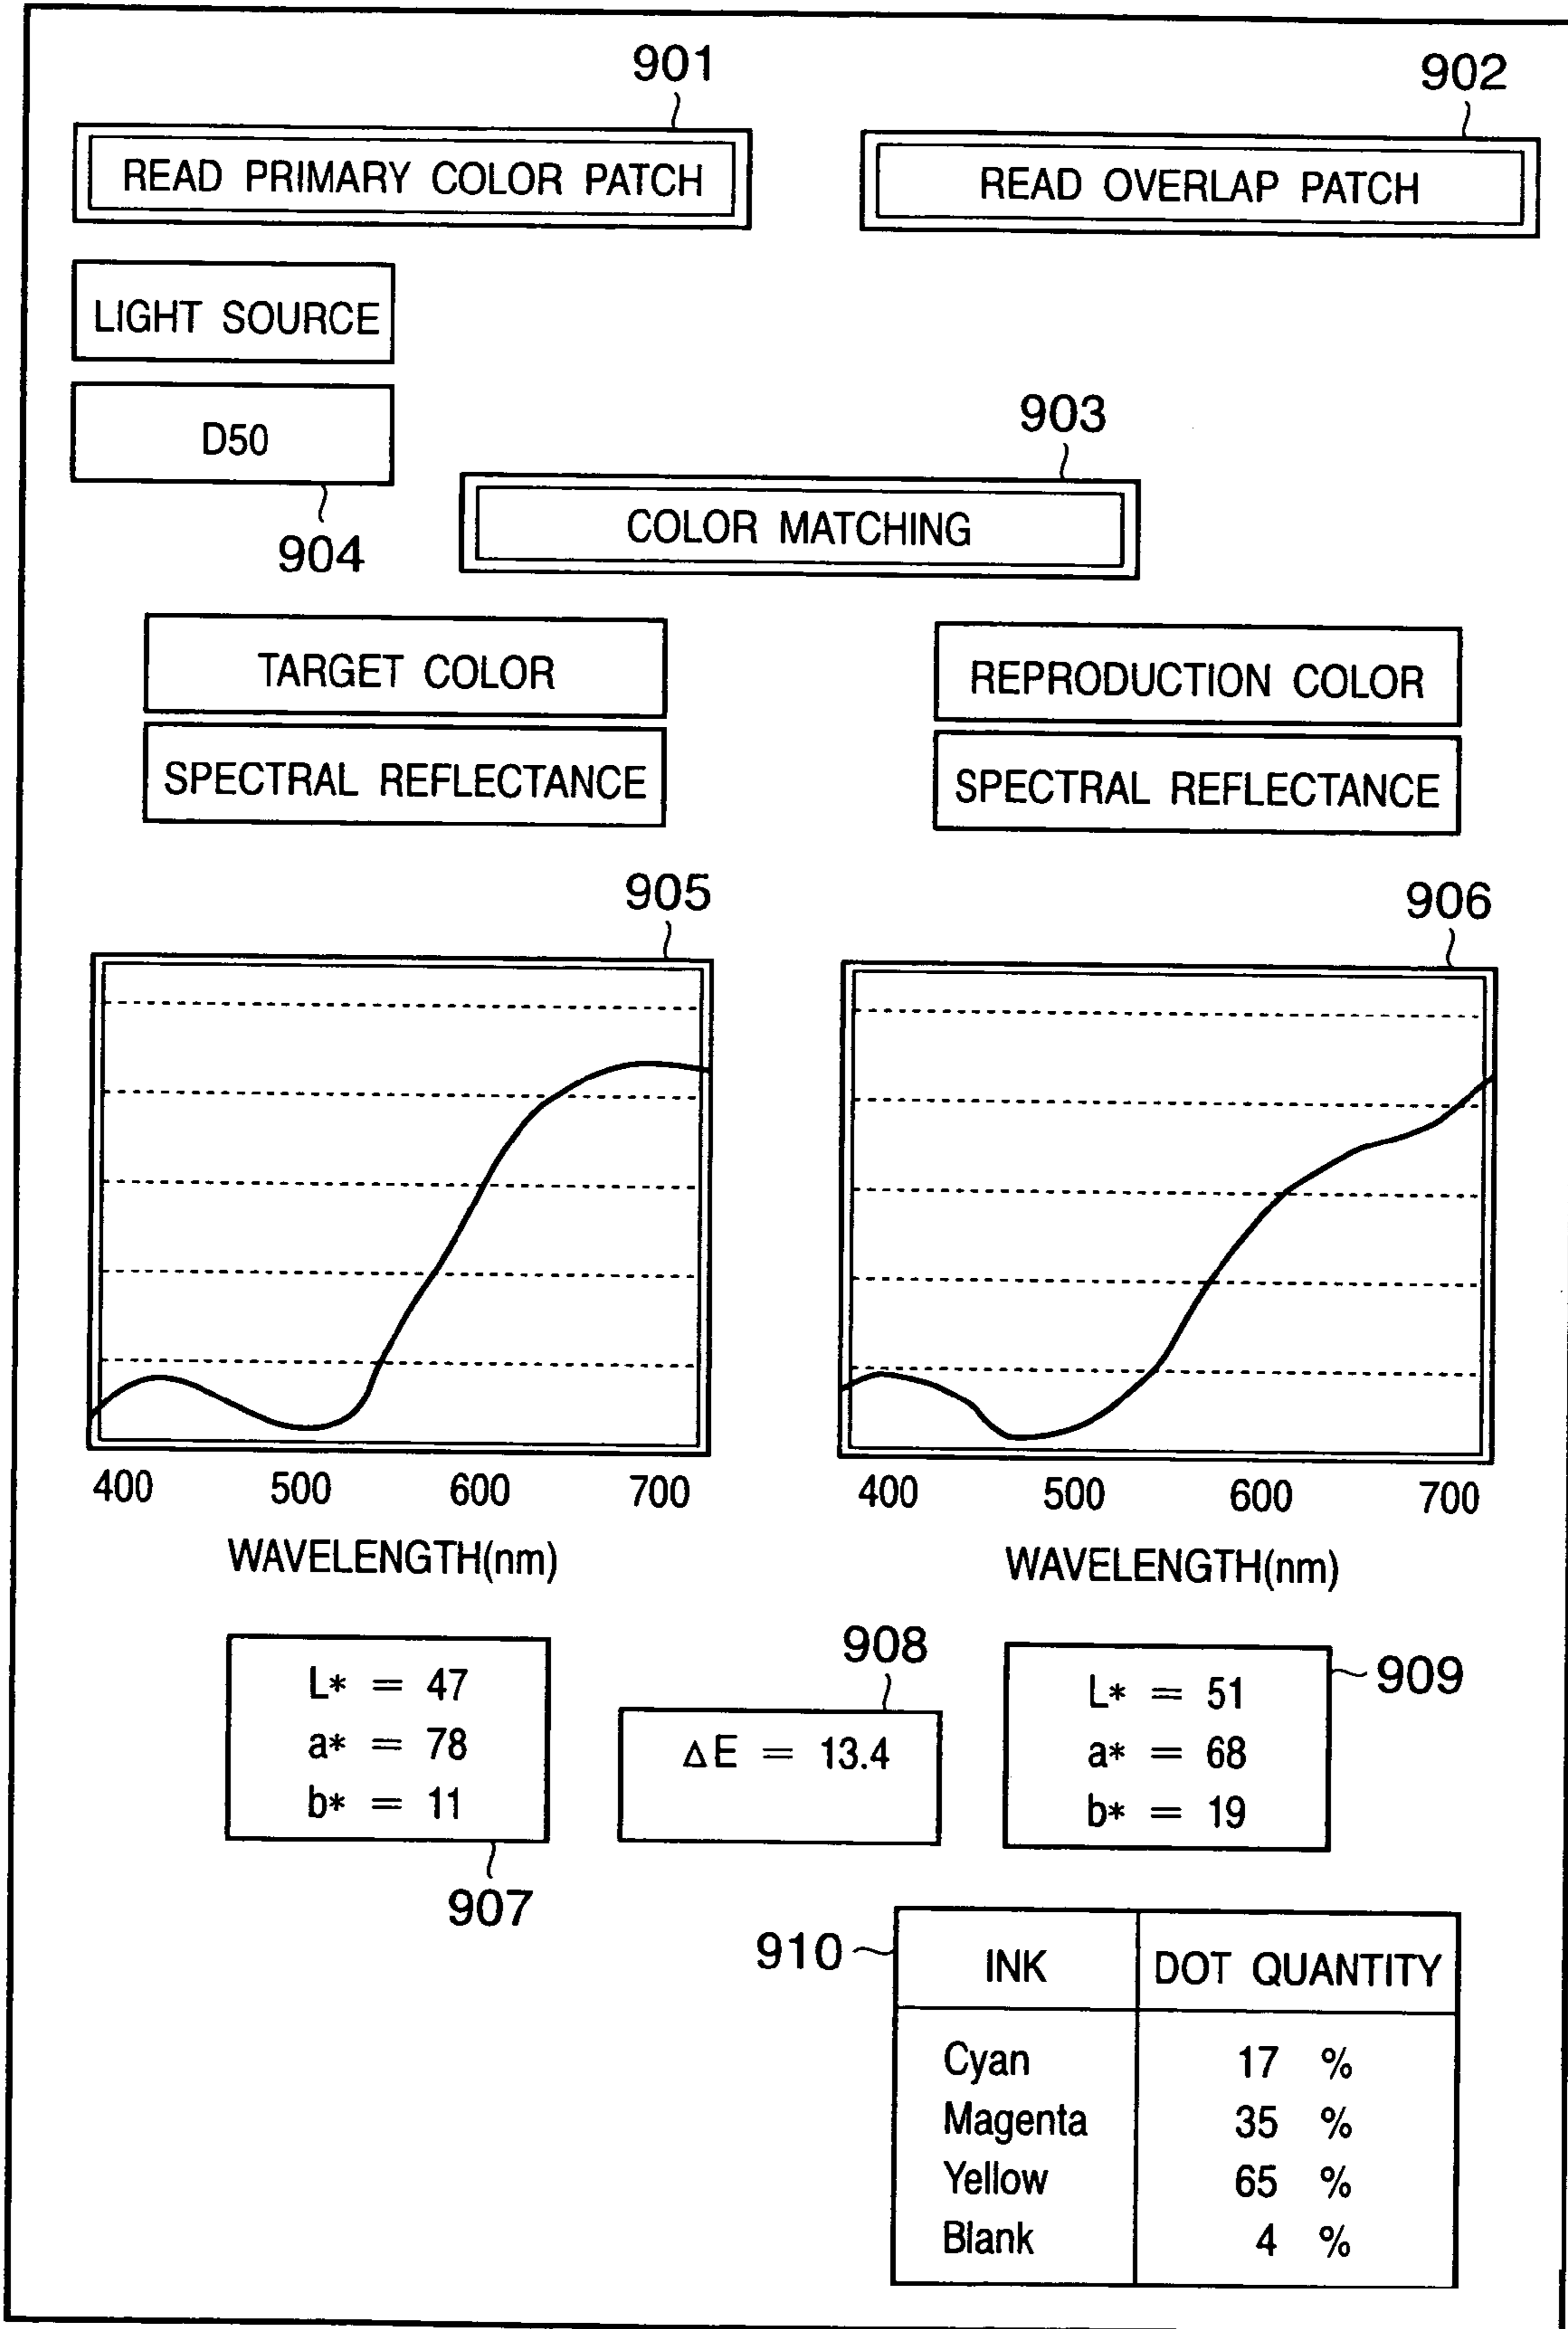 901
902
READ PRIMARY COLOR PATCH
READ OVERLAP PATCH
LIGHT SOURCE
D50
904
903
COLOR MATCHING
TARGET COLOR
REPRODUCTION COLOR
SPECTRAL REFLECTANCE
SPECTRAL REFLECTANCE
905
906
400 500 600 700
400 500 600 700
WAVELENGTH(nm)
WAVELENGTH(nm)
L* = 47
a* = 78
b* = 11
907
908
ΔE = 13.4
909
L* = 51
a* = 68
b* = 19
910
INK DOT QUANTITY
Cyan 17 %
Magenta 35 %
Yellow 65 %
Blank 4 %